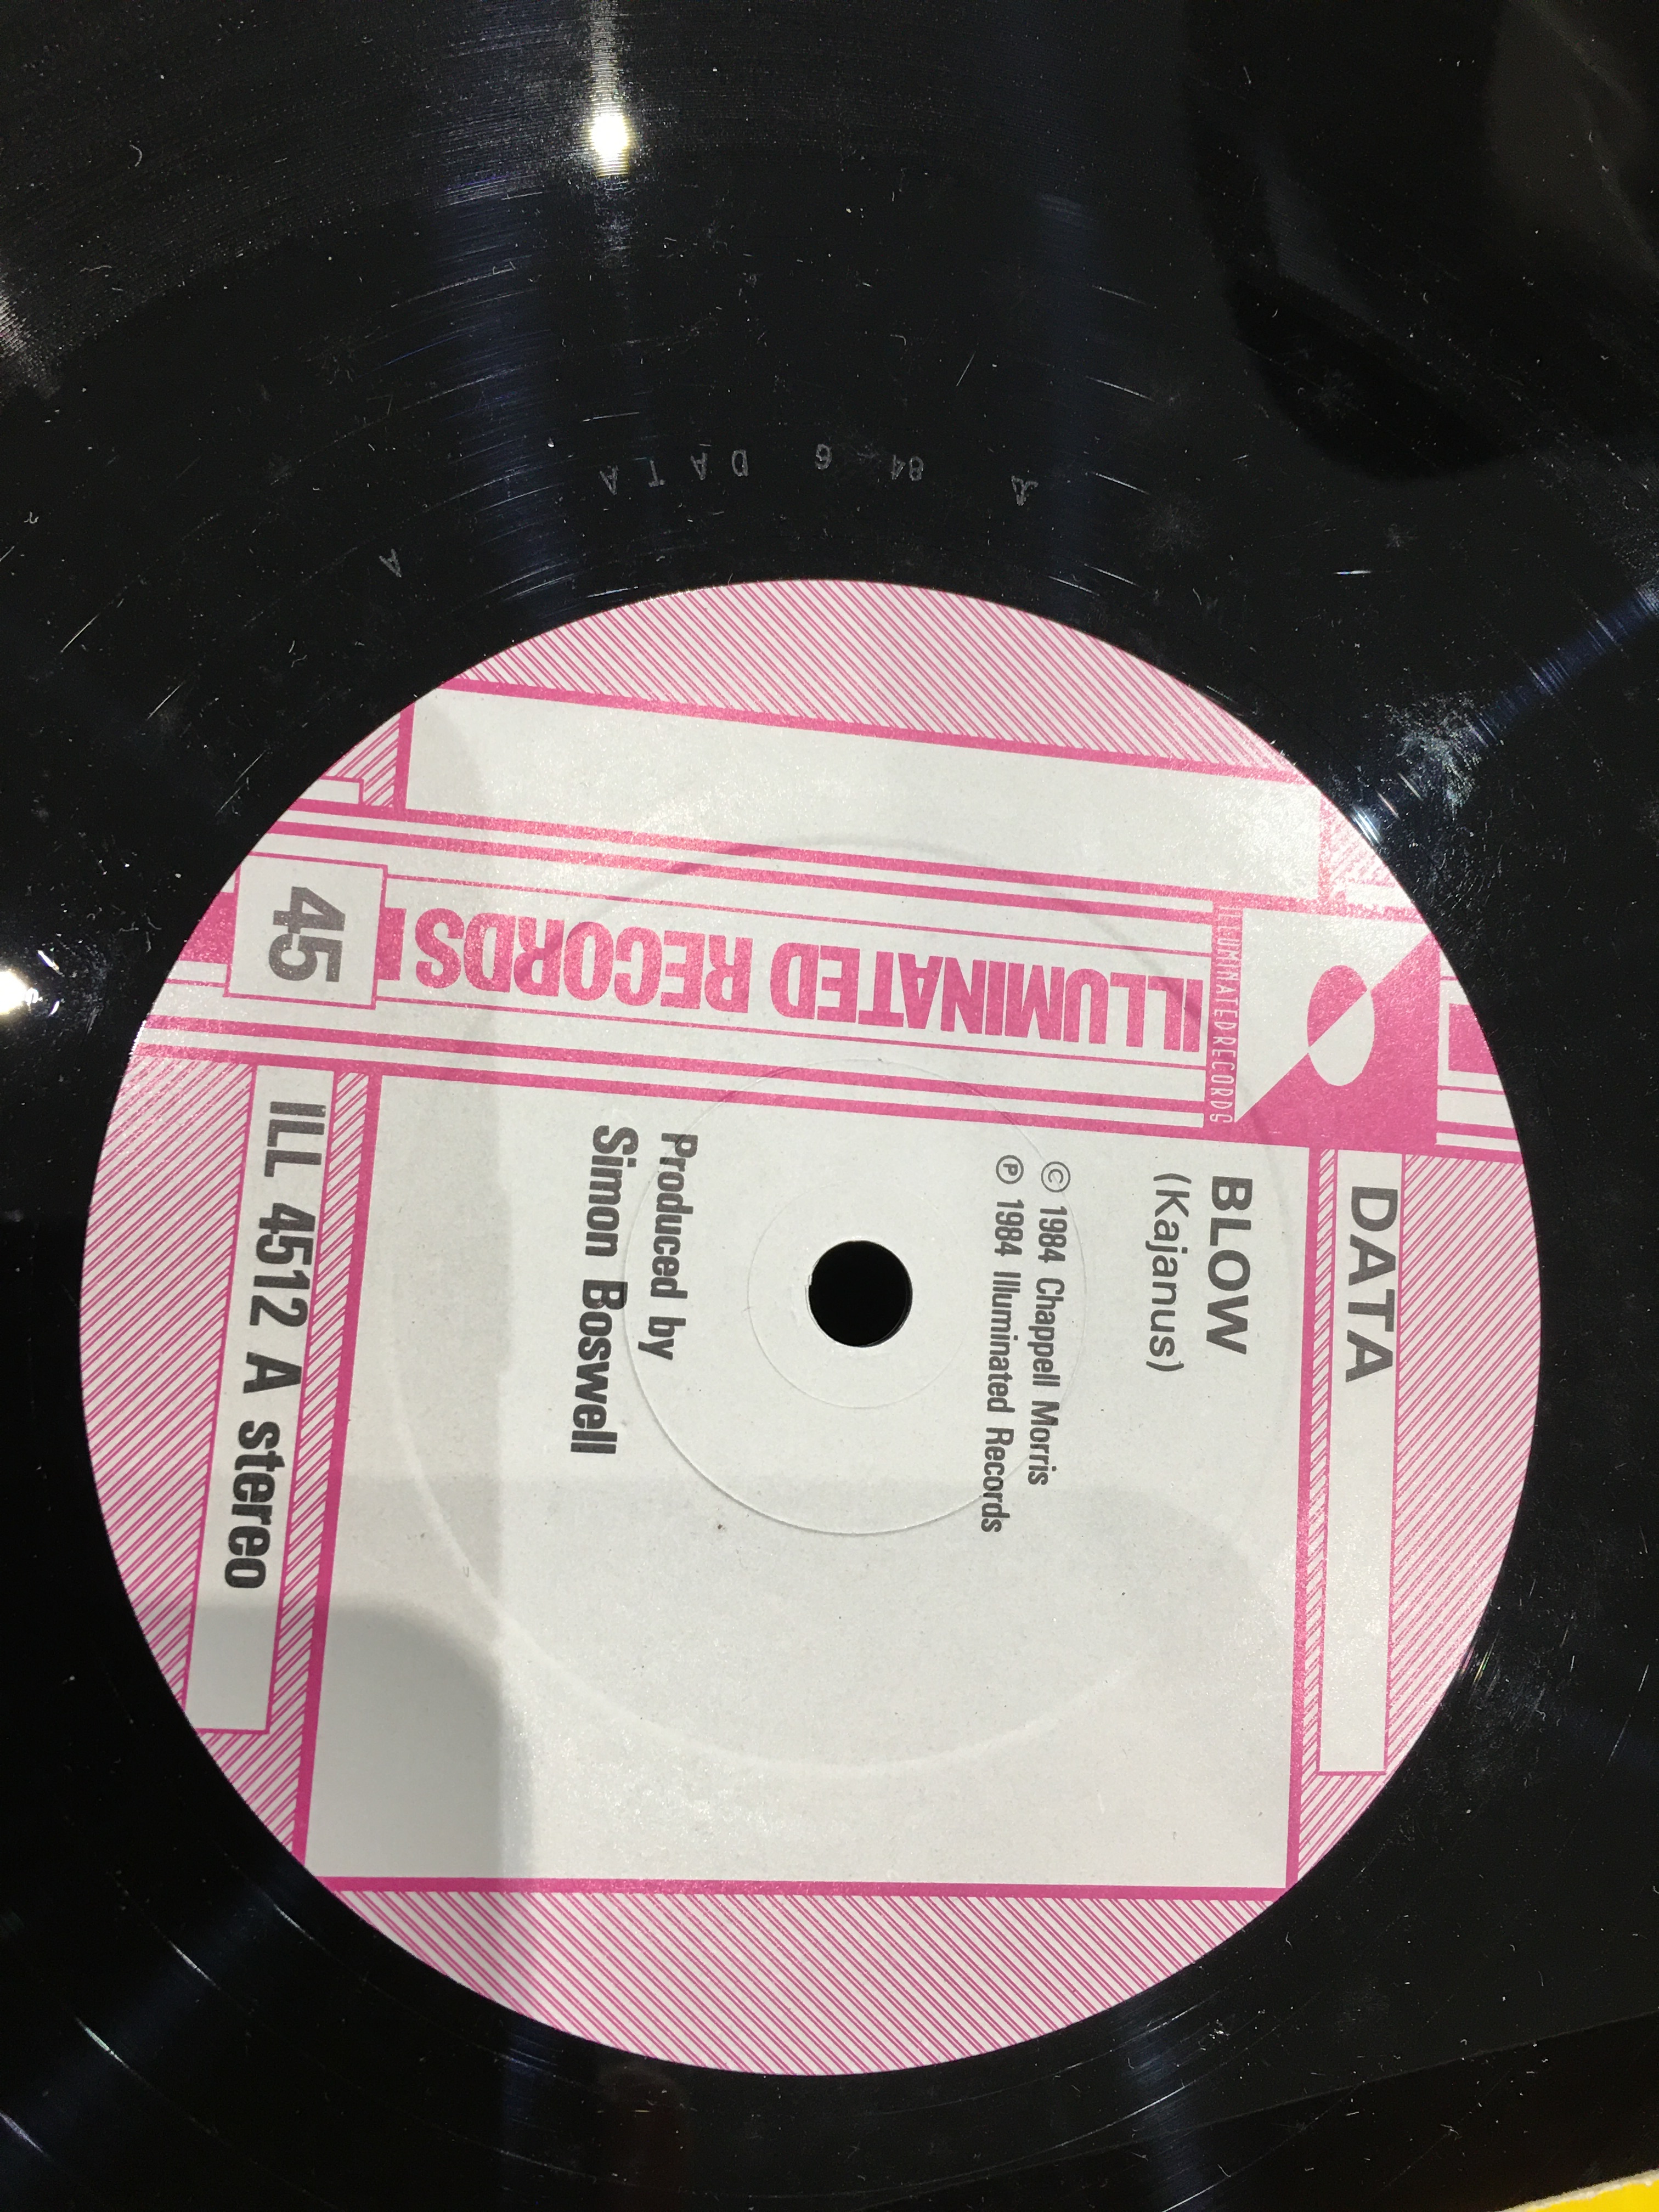 DATA
BLOW
(Kajanus)
© 1984 Chappell Morris
℗ 1984 Illuminated Records
Produced by
Simon Boswell
ILL 4512 A stereo
ILLUMINATED RECORDS
ILLUMINATED RECORDS
45
84 6 DATA
A